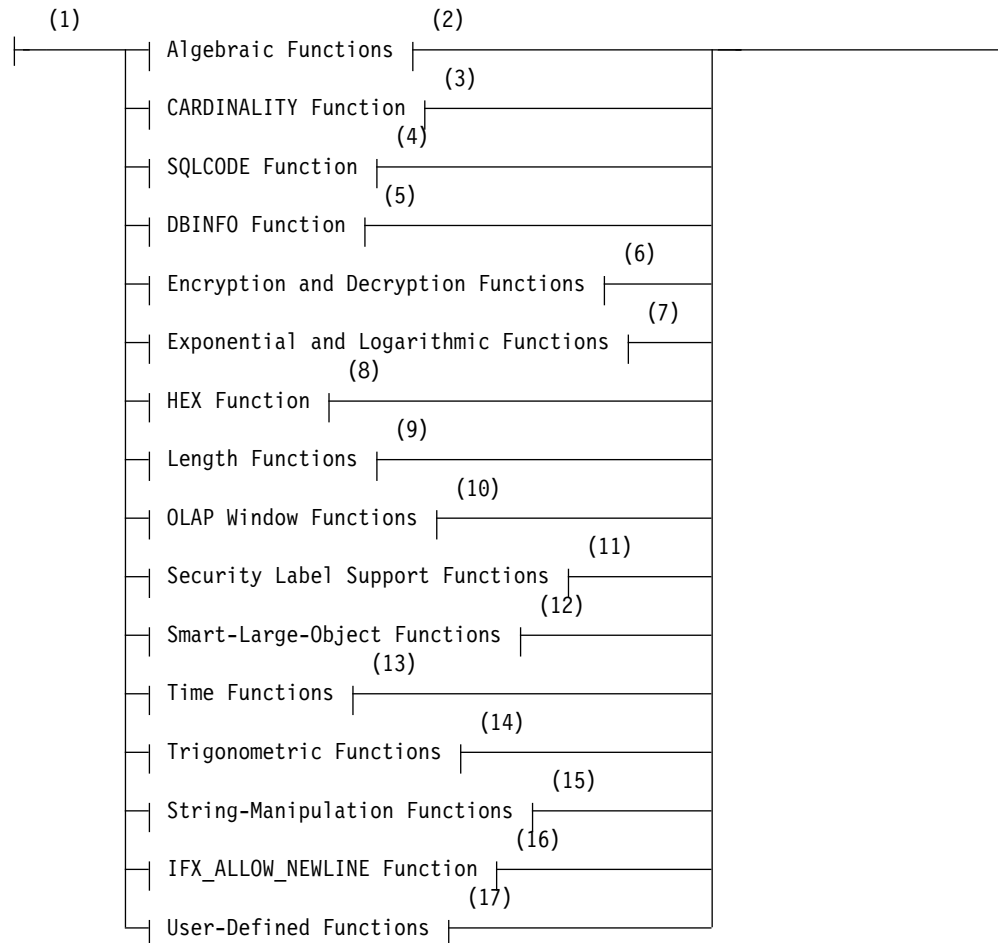 (1) (2)
Algebraic Functions
(3)
CARDINALITY Function
(4)
SQLCODE Function
(5)
DBINFO Function
(6)
Encryption and Decryption Functions
(7)
Exponential and Logarithmic Functions
(8)
HEX Function
(9)
Length Functions
(10)
OLAP Window Functions
(11)
Security Label Support Functions
(12)
Smart-Large-Object Functions
(13)
Time Functions
(14)
Trigonometric Functions
(15)
String-Manipulation Functions
(16)
IFX_ALLOW_NEWLINE Function
(17)
User-Defined Functions